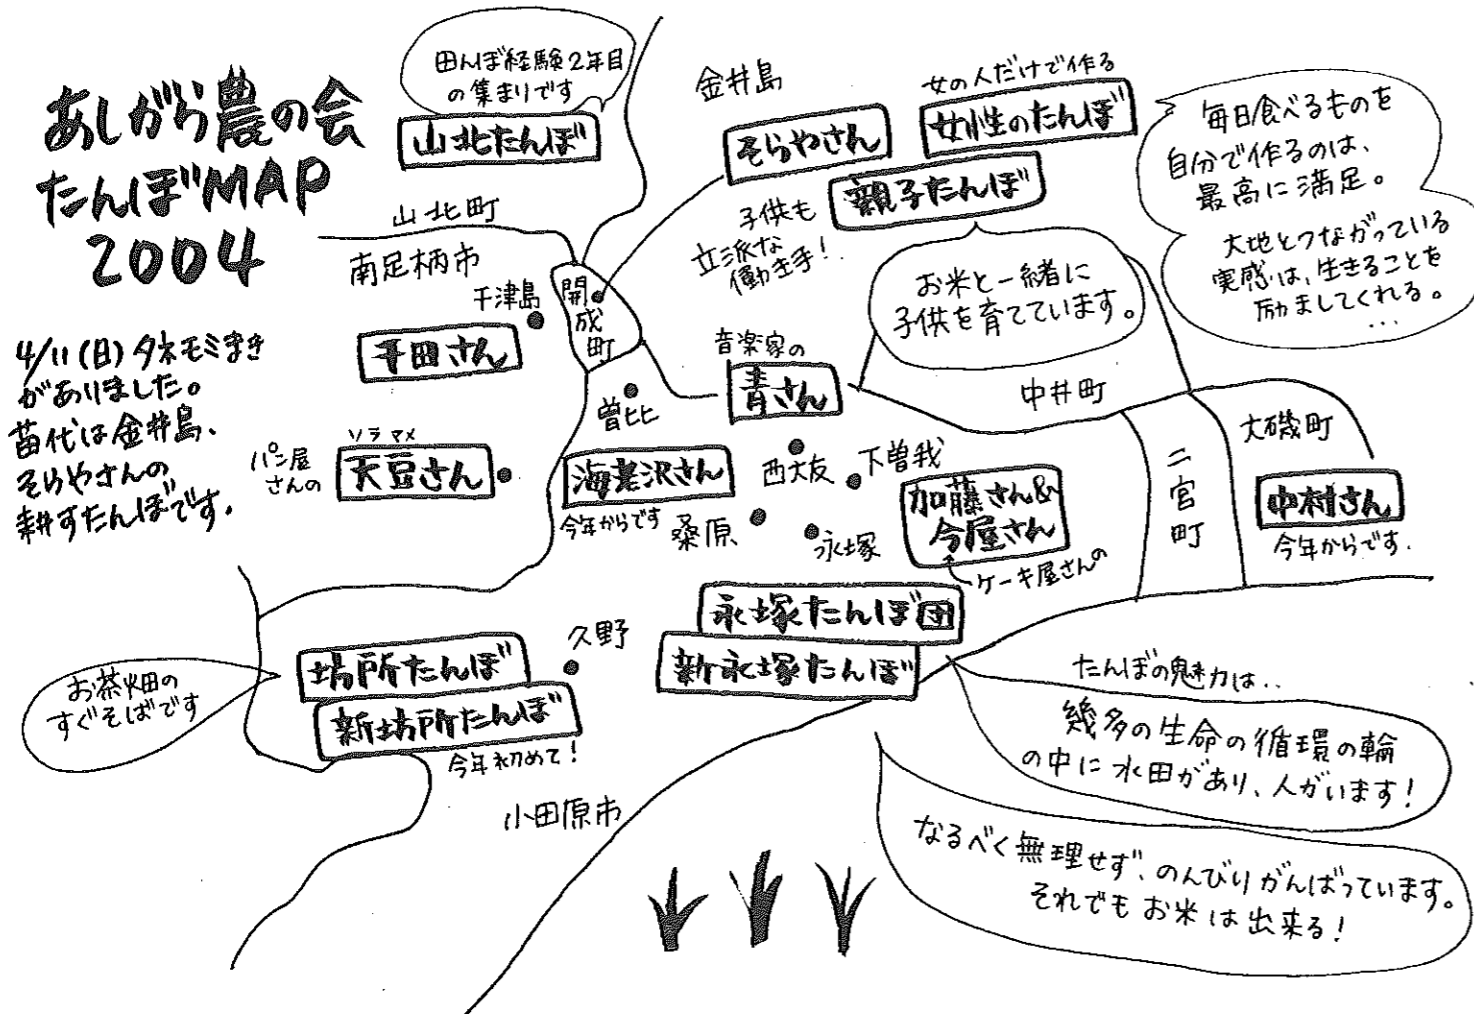 あしがら農の会
たんぼMAP
2004
4/11(日)タネモミまき
がありました。
苗代は金井島、
そらやさんの
耕すたんぼです。
田んぼ経験2年目
の集まりです
山北たんぼ
山北町
南足柄市
千津島
千田さん
開成町
金井島
そらやさん
女の人だけで作る
女性のたんぼ
親子たんぼ
子供も
立派な
働き手!
お米と一緒に
子供を育てています。
毎日食べるものを
自分で作るのは、
最高に満足。
大地とつながっている
実感は、生きることを
励ましてくれる。
…
音楽家の
青さん
中井町
曽比
ソラマメ
パン屋
さんの
天豆さん
海老沢さん
今年からです
西大友
下曽我
桑原
永塚
加藤さん&
今屋さん
ケーキ屋さんの
二宮町
大磯町
中村さん
今年からです.
永塚たんぼ団
新永塚たんぼ
久野
場所たんぼ
新場所たんぼ
今年初めて!
お茶畑の
すぐそばです
小田原市
たんぼの魅力は..
幾多の生命の循環の輪
の中に水田があり、人がいます!
なるべく無理せず、のんびりがんばっています。
それでもお米は出来る!